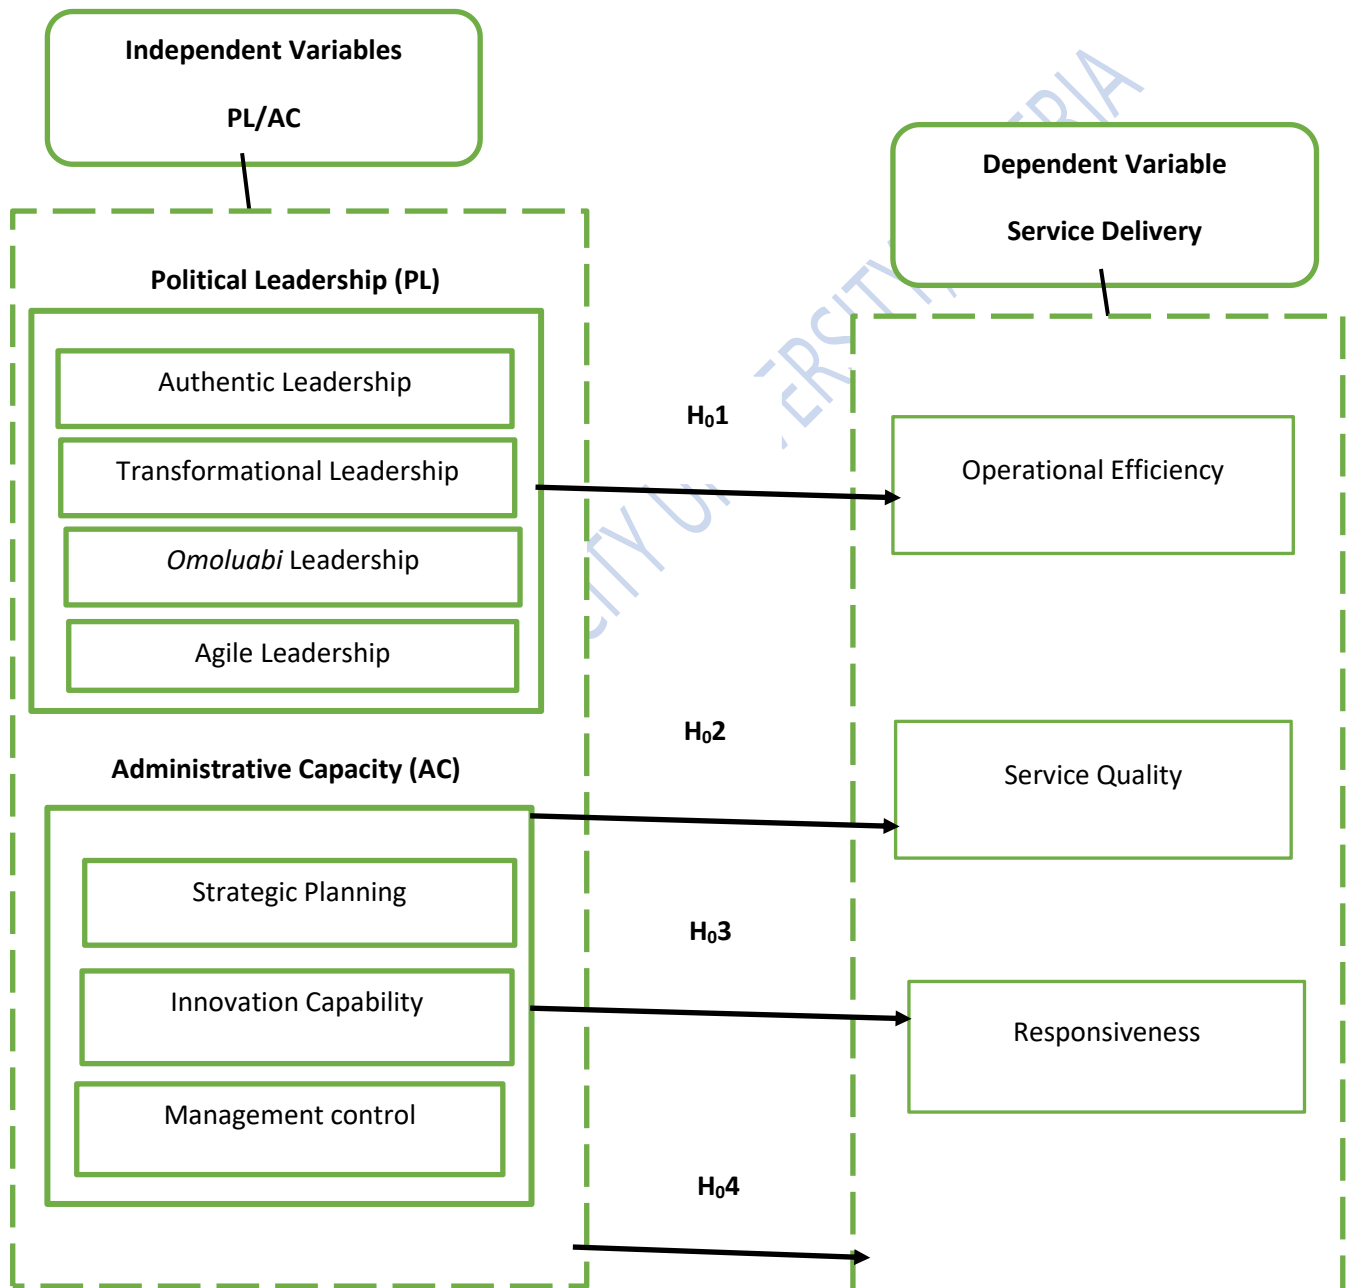 Independent Variables
PL/AC
Dependent Variable
Service Delivery
Political Leadership (PL)
Authentic Leadership
Transformational Leadership
Omoluabi Leadership
Agile Leadership
H₀1
Operational Efficiency
H₀2
Service Quality
Administrative Capacity (AC)
Strategic Planning
Innovation Capability
Management control
H₀3
Responsiveness
H₀4